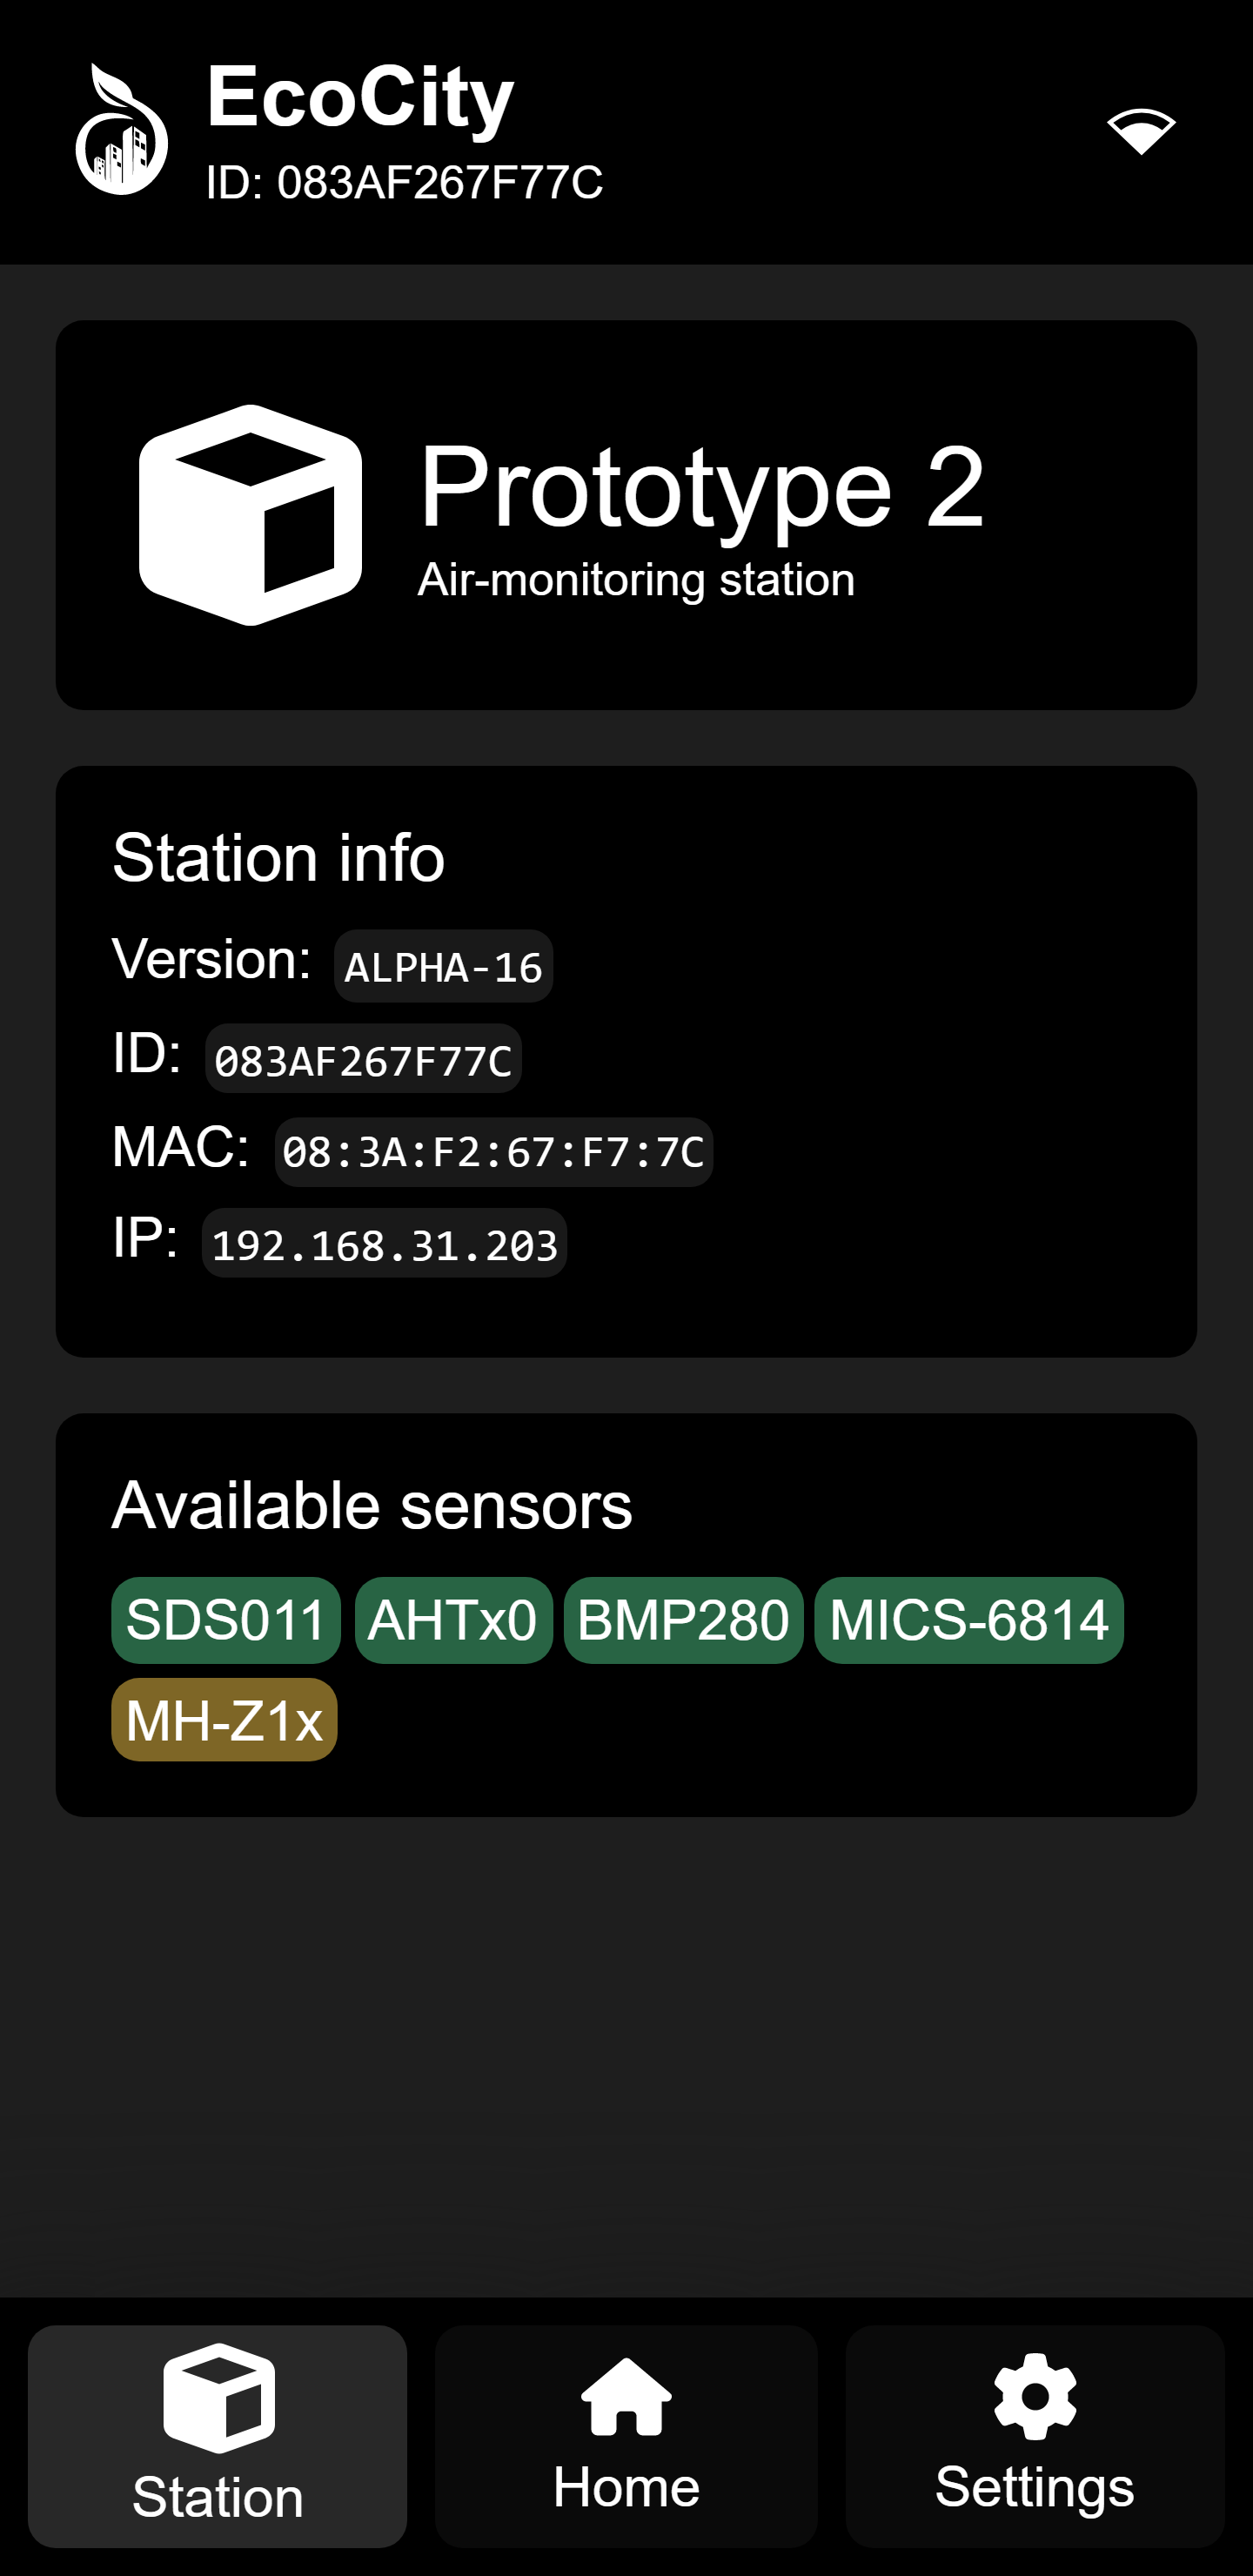 EcoCity
ID: 083AF267F77C
Prototype 2
Air-monitoring station
Station info
Version: ALPHA-16
ID: 083AF267F77C
MAC: 08:3A:F2:67:F7:7C
IP: 192.168.31.203
Available sensors
SDS011 AHTx0 BMP280 MICS-6814
MH-Z1x
Station Home Settings